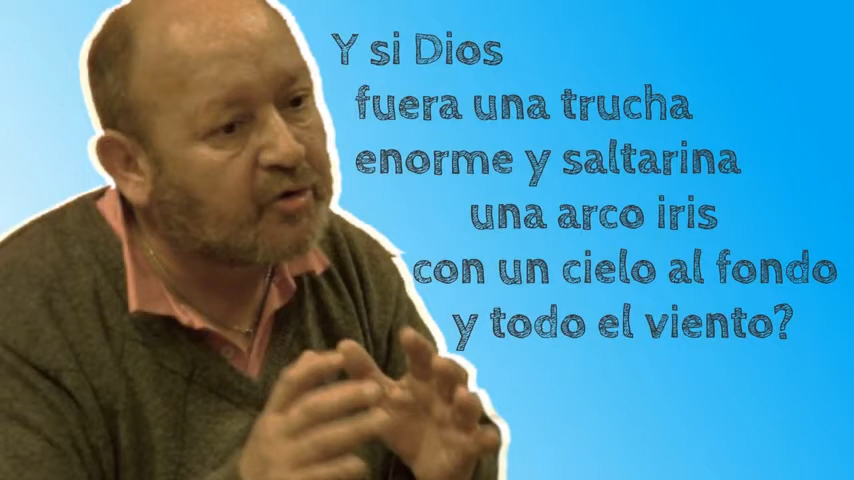 Y si Dios
fuera una trucha
enorme y saltarina
una arco iris
con un cielo al fondo
y todo el viento?